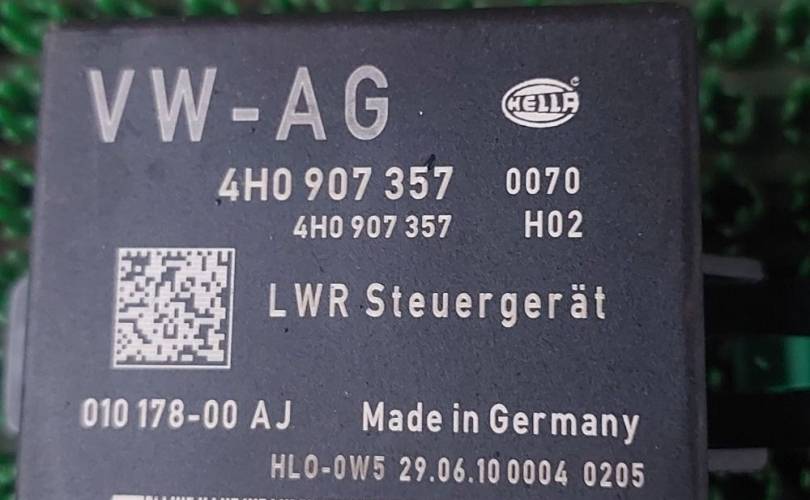 VW-AG
HELLA
4H0 907 357 0070
4H0 907 357 H02
LWR Steuergerät
010 178-00 AJ Made in Germany
HLO-0W5 29.06.10 0004 0205